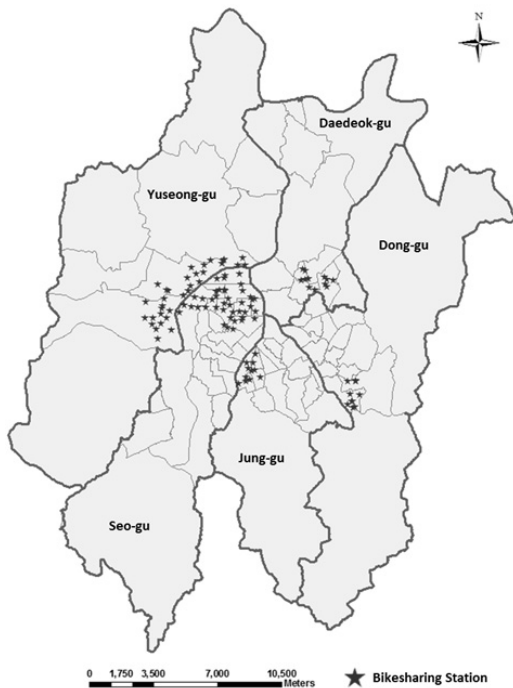 N
Daedeok-gu
Yuseong-gu
Dong-gu
Jung-gu
Seo-gu
0 1,750 3,500 7,000 10,500
Meters
Bikesharing Station